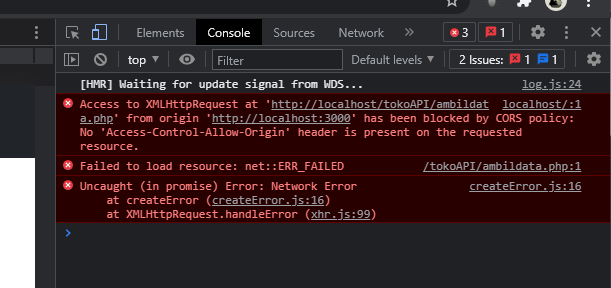 Elements Console Sources Network » 3 1
top Filter Default levels 2 Issues: 1 1
[HMR] Waiting for update signal from WDS... log.js:24
Access to XMLHttpRequest at 'http://localhost/tokoAPI/ambildat localhost/:1
a.php' from origin 'http://localhost:3000' has been blocked by CORS policy:
No 'Access-Control-Allow-Origin' header is present on the requested
resource.
Failed to load resource: net::ERR_FAILED /tokoAPI/ambildata.php:1
Uncaught (in promise) Error: Network Error createError.js:16
at createError (createError.js:16)
at XMLHttpRequest.handleError (xhr.js:99)